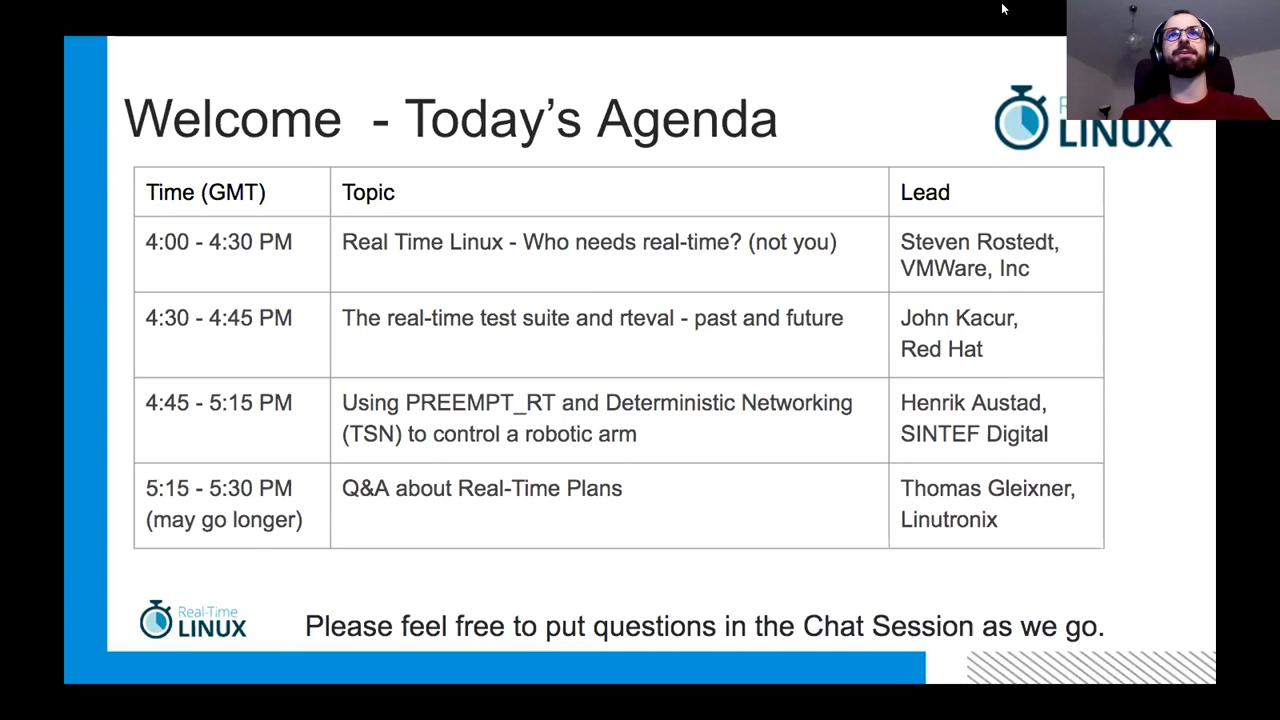 Welcome - Today's Agenda
LINUX
Time (GMT) Topic Lead
4:00 - 4:30 PM Real Time Linux - Who needs real-time? (not you) Steven Rostedt,
VMWare, Inc
4:30 - 4:45 PM The real-time test suite and rteval - past and future John Kacur,
Red Hat
4:45 - 5:15 PM Using PREEMPT_RT and Deterministic Networking Henrik Austad,
(TSN) to control a robotic arm SINTEF Digital
5:15 - 5:30 PM Q&A about Real-Time Plans Thomas Gleixner,
(may go longer) Linutronix
Real-Time
LINUX
Please feel free to put questions in the Chat Session as we go.